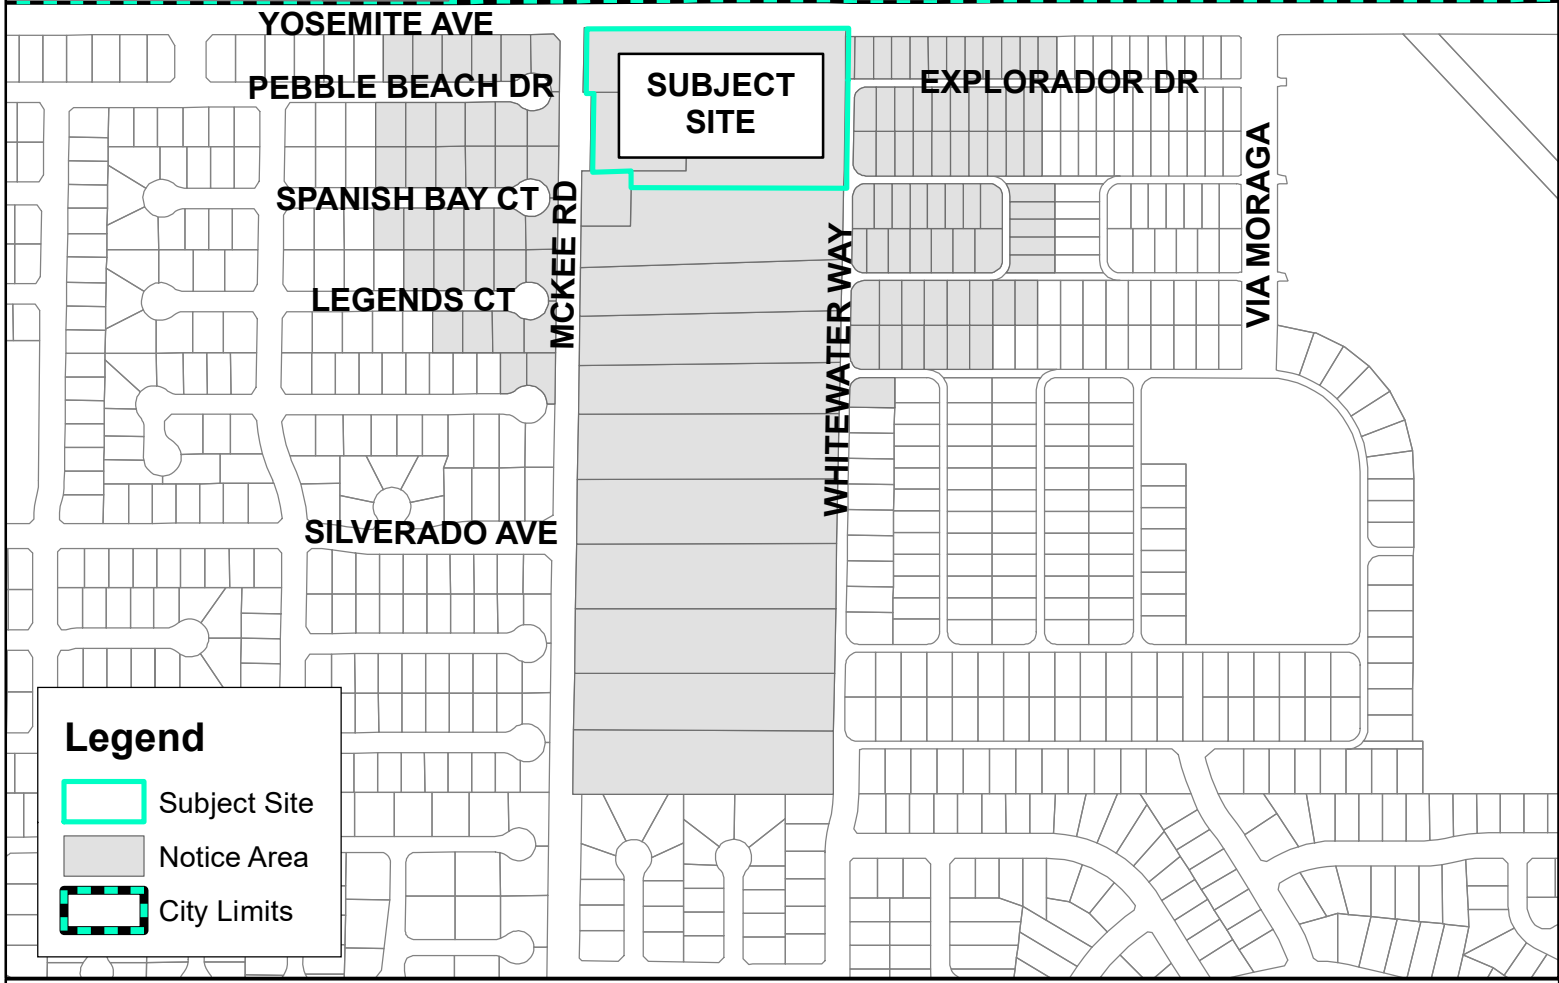 YOSEMITE AVE
PEBBLE BEACH DR
SUBJECT
SITE
EXPLORADOR DR
SPANISH BAY CT
MCKEE RD
VIA MORAGA
LEGENDS CT
WHITEWATER WAY
SILVERADO AVE
Legend
Subject Site
Notice Area
City Limits